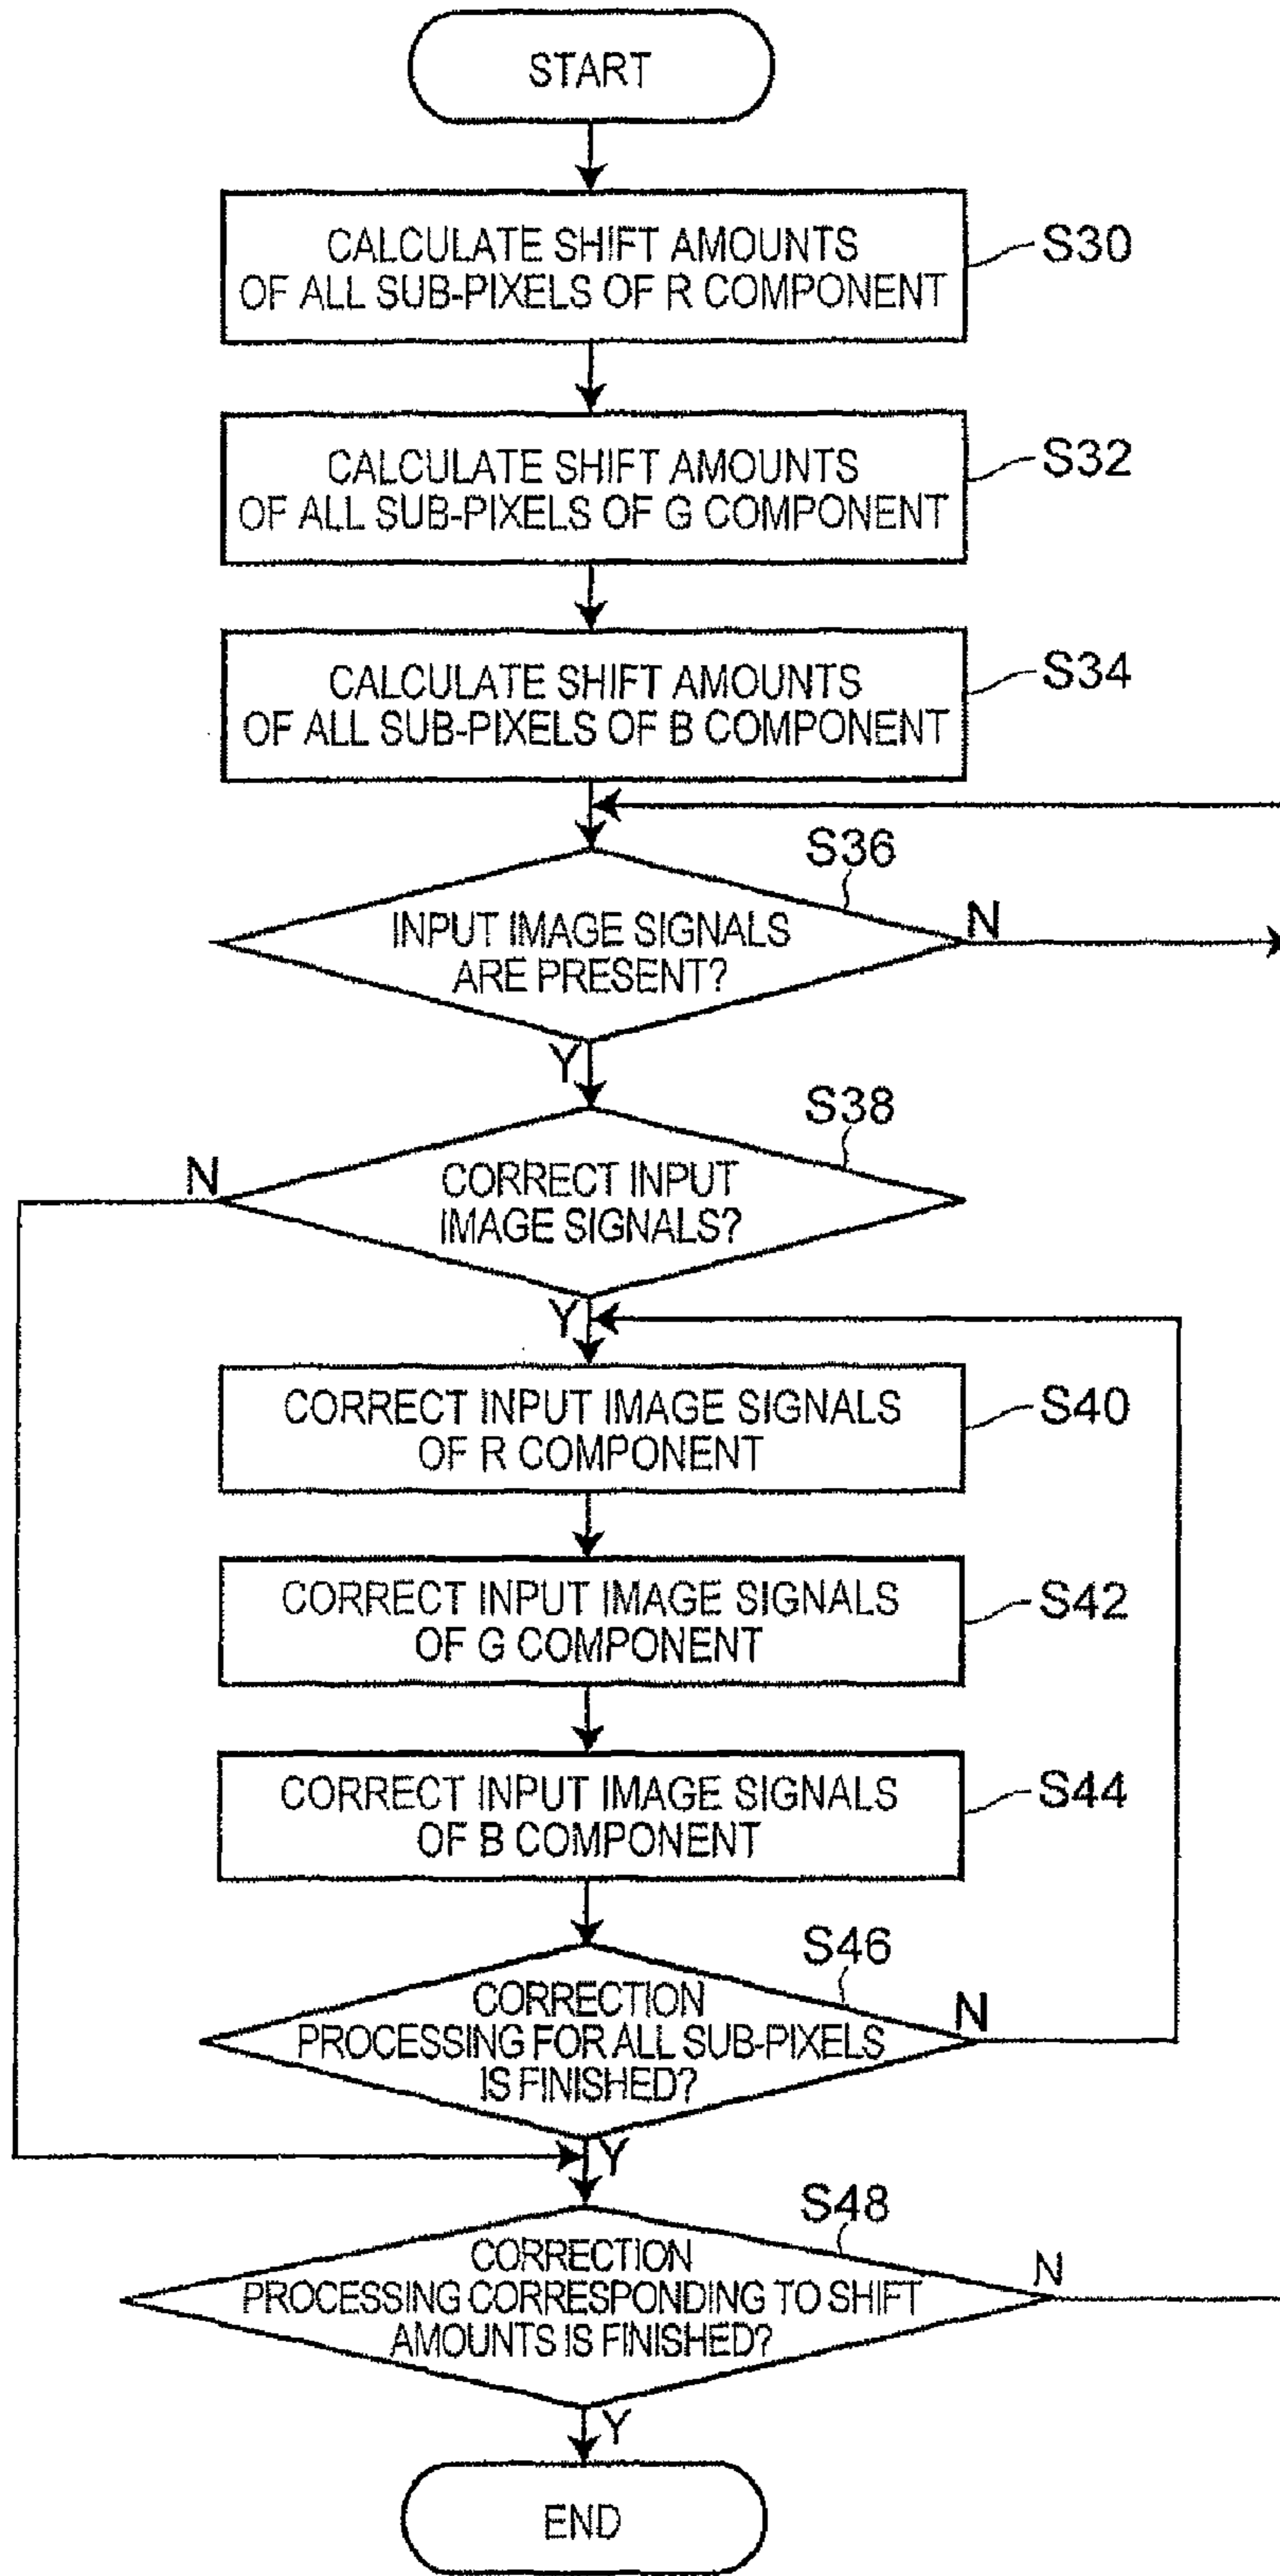 START
CALCULATE SHIFT AMOUNTS
OF ALL SUB-PIXELS OF R COMPONENT
S30
CALCULATE SHIFT AMOUNTS
OF ALL SUB-PIXELS OF G COMPONENT
S32
CALCULATE SHIFT AMOUNTS
OF ALL SUB-PIXELS OF B COMPONENT
S34
S36
INPUT IMAGE SIGNALS
ARE PRESENT?
N
Y
S38
N
CORRECT INPUT
IMAGE SIGNALS?
Y
CORRECT INPUT IMAGE SIGNALS
OF R COMPONENT
S40
CORRECT INPUT IMAGE SIGNALS
OF G COMPONENT
S42
CORRECT INPUT IMAGE SIGNALS
OF B COMPONENT
S44
S46
CORRECTION
PROCESSING FOR ALL SUB-PIXELS
IS FINISHED?
N
Y
S48
CORRECTION
PROCESSING CORRESPONDING TO SHIFT
AMOUNTS IS FINISHED?
N
Y
END